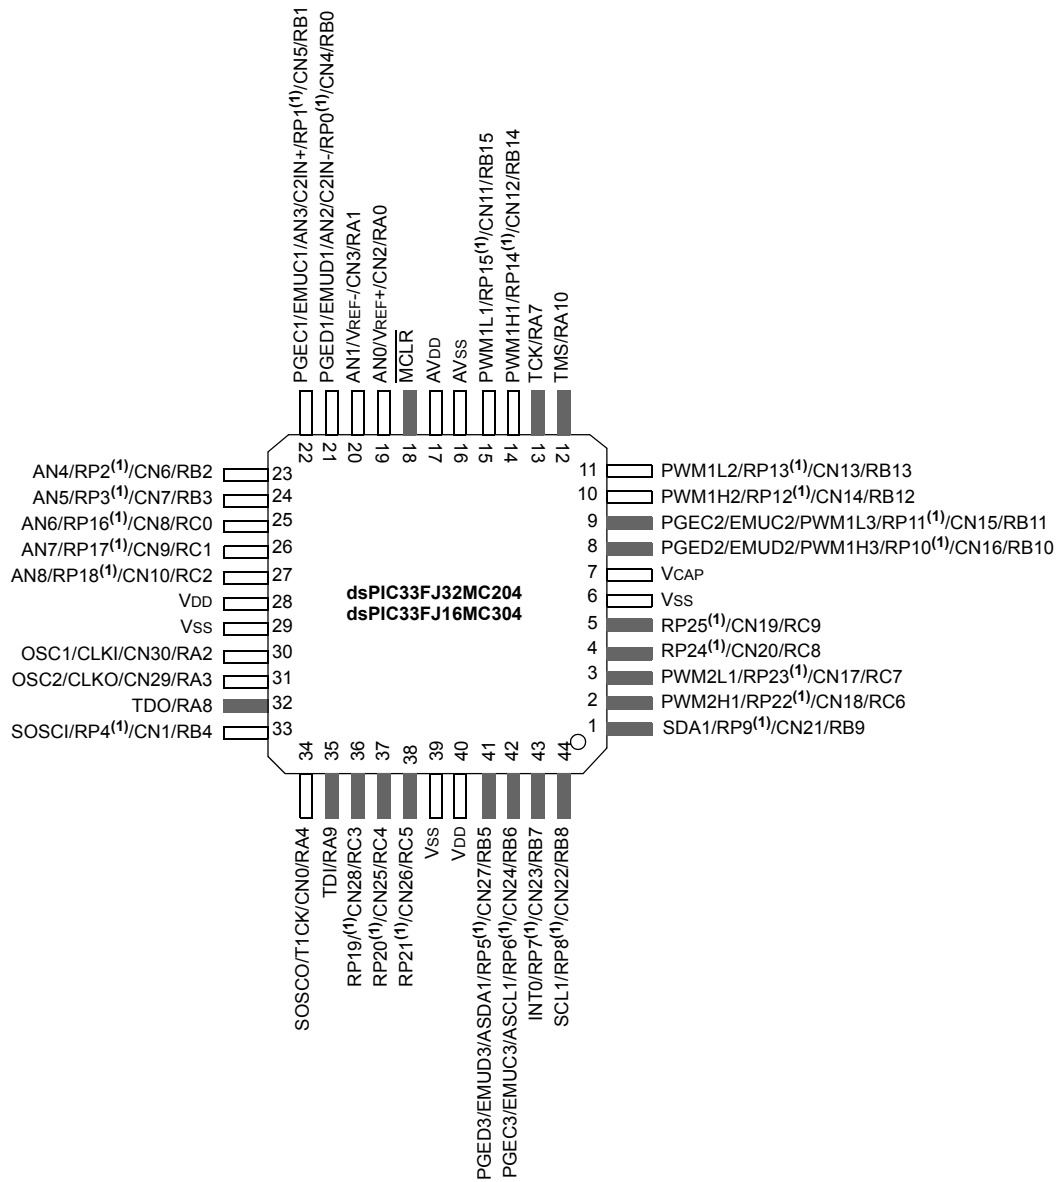 PGEC1/EMUC1/AN3/C2IN+/RP1(1)/CN5/RB1
PGED1/EMUD1/AN2/C2IN-/RP0(1)/CN4/RB0
AN1/VREF-/CN3/RA1
AN0/VREF+/CN2/RA0
MCLR
AVDD
AVSS
PWM1L1/RP15(1)/CN11/RB15
PWM1H1/RP14(1)/CN12/RB14
TCK/RA7
TMS/RA10
22
21
20
19
18
17
16
15
14
13
12
AN4/RP2(1)/CN6/RB2 23
AN5/RP3(1)/CN7/RB3 24
AN6/RP16(1)/CN8/RC0 25
AN7/RP17(1)/CN9/RC1 26
AN8/RP18(1)/CN10/RC2 27
VDD 28
VSS 29
OSC1/CLKI/CN30/RA2 30
OSC2/CLKO/CN29/RA3 31
TDO/RA8 32
SOSCI/RP4(1)/CN1/RB4 33
dsPIC33FJ32MC204
dsPIC33FJ16MC304
11 PWM1L2/RP13(1)/CN13/RB13
10 PWM1H2/RP12(1)/CN14/RB12
9 PGEC2/EMUC2/PWM1L3/RP11(1)/CN15/RB11
8 PGED2/EMUD2/PWM1H3/RP10(1)/CN16/RB10
7 VCAP
6 VSS
5 RP25(1)/CN19/RC9
4 RP24(1)/CN20/RC8
3 PWM2L1/RP23(1)/CN17/RC7
2 PWM2H1/RP22(1)/CN18/RC6
1 SDA1/RP9(1)/CN21/RB9
34
35
36
37
38
39
40
41
42
43
44
SOSCO/T1CK/CN0/RA4
TDI/RA9
RP19/(1)CN28/RC3
RP20(1)/CN25/RC4
RP21(1)/CN26/RC5
VSS
VDD
PGED3/EMUD3/ASDA1/RP5(1)/CN27/RB5
PGEC3/EMUC3/ASCL1/RP6(1)/CN24/RB6
INT0/RP7(1)/CN23/RB7
SCL1/RP8(1)/CN22/RB8